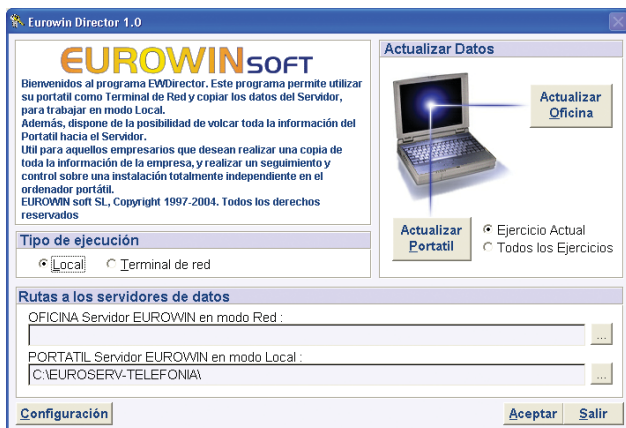 Eurowin Director 1.0
EUROWINSOFT
Bienvenidos al programa EWDirector. Este programa permite utilizar
su portatil como Terminal de Red y copiar los datos del Servidor,
para trabajar en modo Local.
Además, dispone de la posibilidad de volcar toda la información del
Portatil hacia el Servidor.
Util para aquellos empresarios que desean realizar una copia de
toda la información de la empresa, y realizar un seguimiento y
control sobre una instalación totalmente independiente en el
ordenador portátil.
EUROWIN soft SL, Copyright 1997-2004. Todos los derechos
reservados
Actualizar Datos
Actualizar
Oficina
Actualizar
Portatil
Ejercicio Actual
Todos los Ejercicios
Tipo de ejecución
Local Terminal de red
Rutas a los servidores de datos
OFICINA Servidor EUROWIN en modo Red :
...
PORTATIL Servidor EUROWIN en modo Local :
C:\EUROSERV-TELEFONIA\ ...
Configuración Aceptar Salir